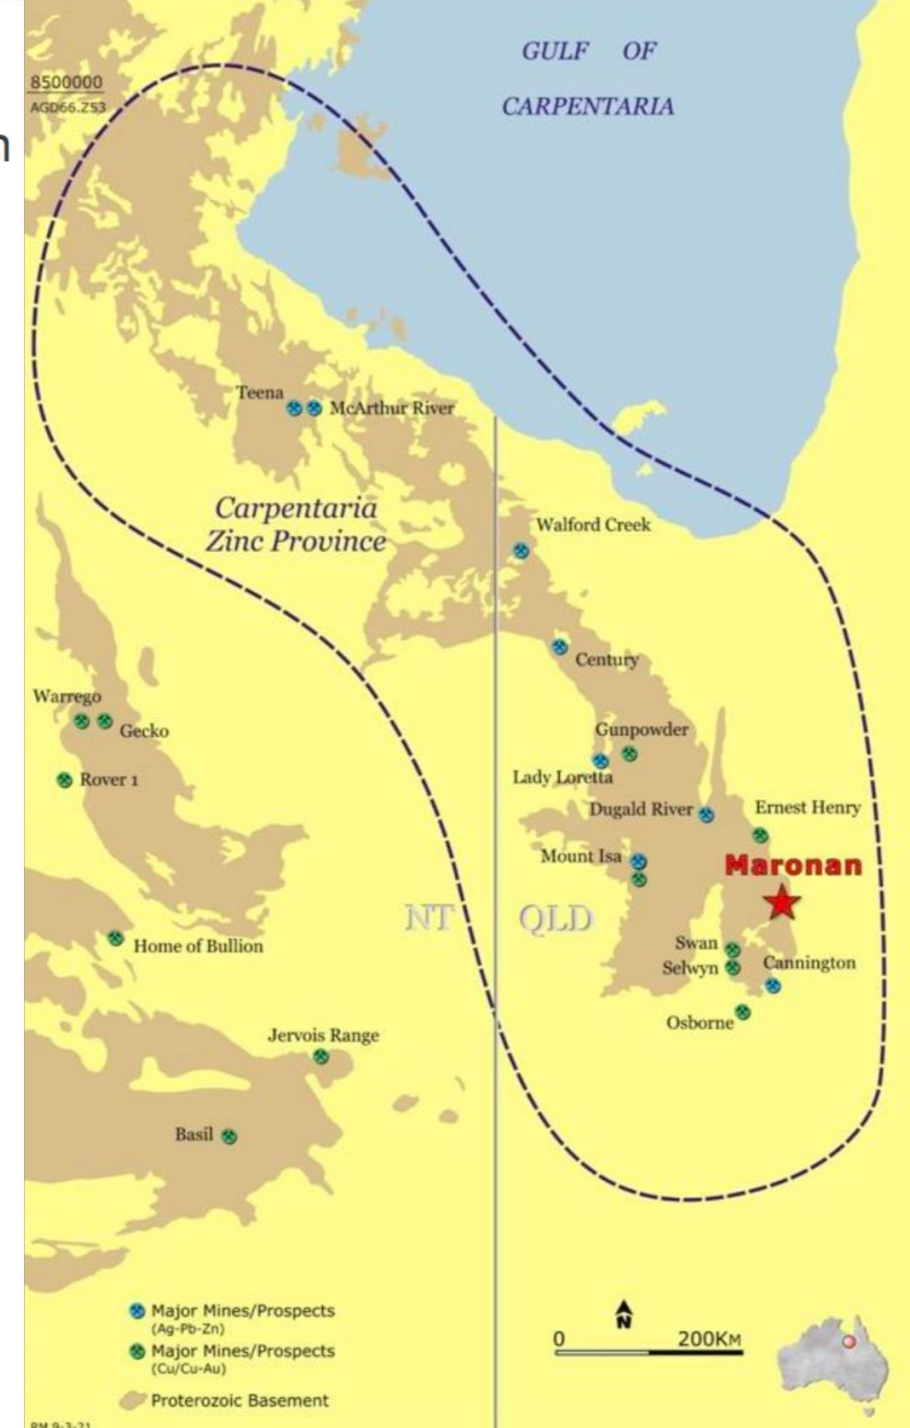 GULF OF
CARPENTARIA
8500000
AGD66.Z53
n
Teena
McArthur River
Carpentaria
Zinc Province
Walford Creek
Century
Warrego
Gecko
Gunpowder
Lady Loretta
Rover 1
Dugald River
Ernest Henry
Mount Isa
Maronan
NT
QLD
Home of Bullion
Swan
Selwyn
Cannington
Osborne
Jervois Range
Basil
Major Mines/Prospects
(Ag-Pb-Zn)
Major Mines/Prospects
(Cu/Cu-Au)
Proterozoic Basement
N
0 200KM